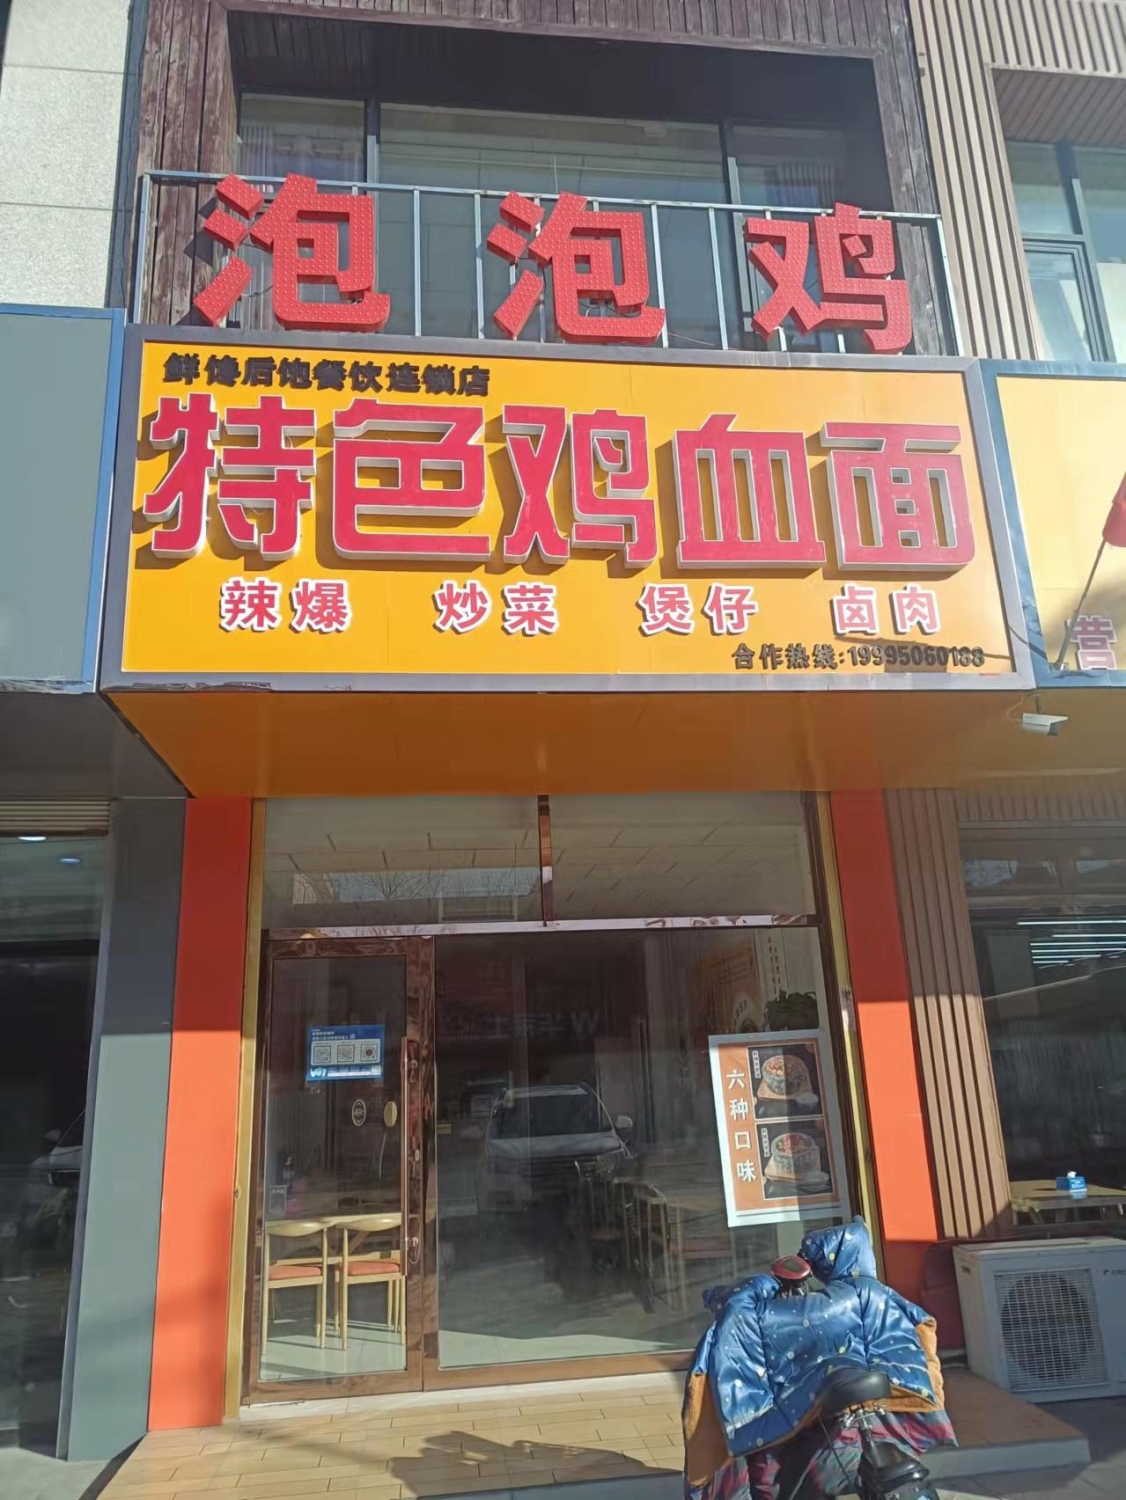 泡泡鸡
鲜馋后饱餐饮连锁店
特色鸡血面
辣爆 炒菜 煲仔 卤肉
合作热线:19995060188
营
六种口味